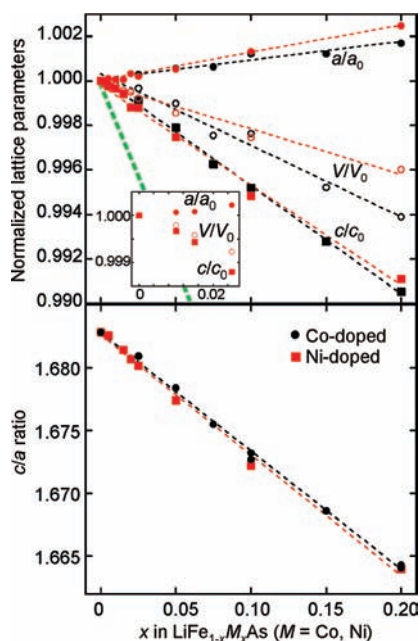 Normalized lattice parameters
1.002
1.000
0.998
0.996
0.994
0.992
0.990
a/a0
V/V0
c/c0
a/a0
V/V0
c/c0
1.000
0.999
0
0.02
c/a ratio
1.680
1.675
1.670
1.665
Co-doped
Ni-doped
0
0.05
0.10
0.15
0.20
x in LiFe1-xMxAs (M = Co, Ni)